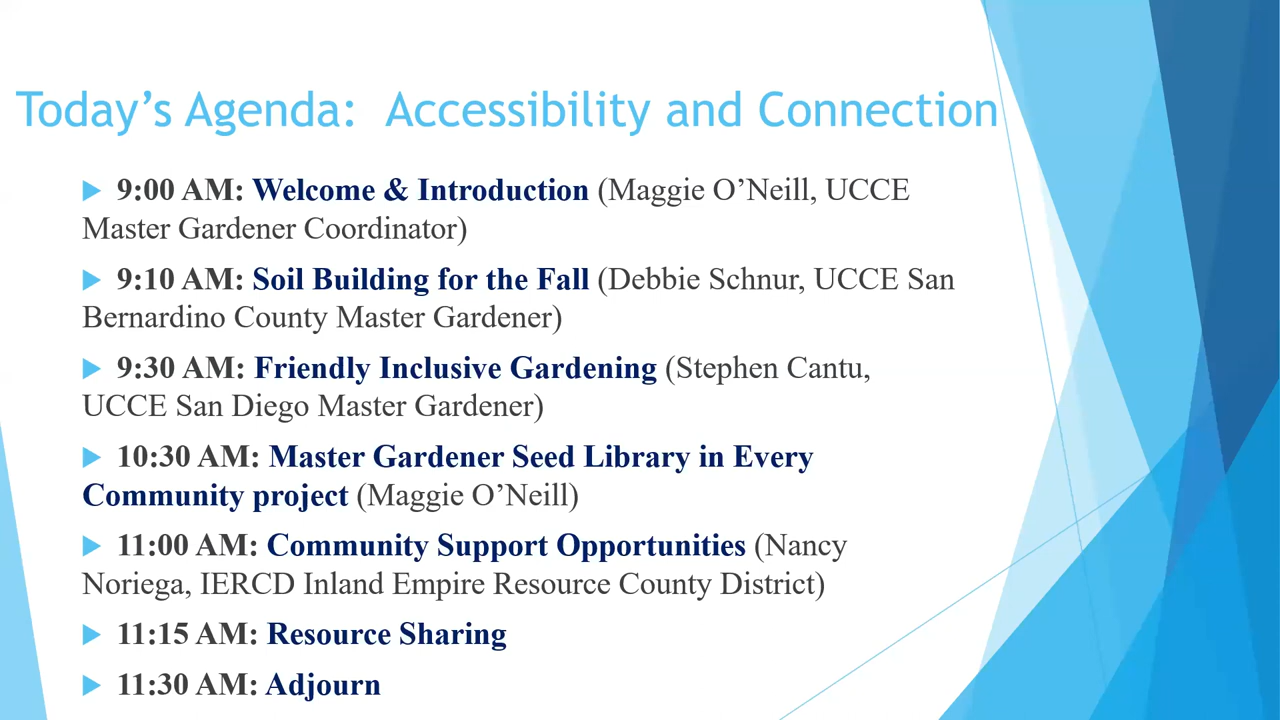 Today’s Agenda: Accessibility and Connection
9:00 AM: Welcome & Introduction (Maggie O’Neill, UCCE
Master Gardener Coordinator)
9:10 AM: Soil Building for the Fall (Debbie Schnur, UCCE San
Bernardino County Master Gardener)
9:30 AM: Friendly Inclusive Gardening (Stephen Cantu,
UCCE San Diego Master Gardener)
10:30 AM: Master Gardener Seed Library in Every
Community project (Maggie O’Neill)
11:00 AM: Community Support Opportunities (Nancy
Noriega, IERCD Inland Empire Resource County District)
11:15 AM: Resource Sharing
11:30 AM: Adjourn